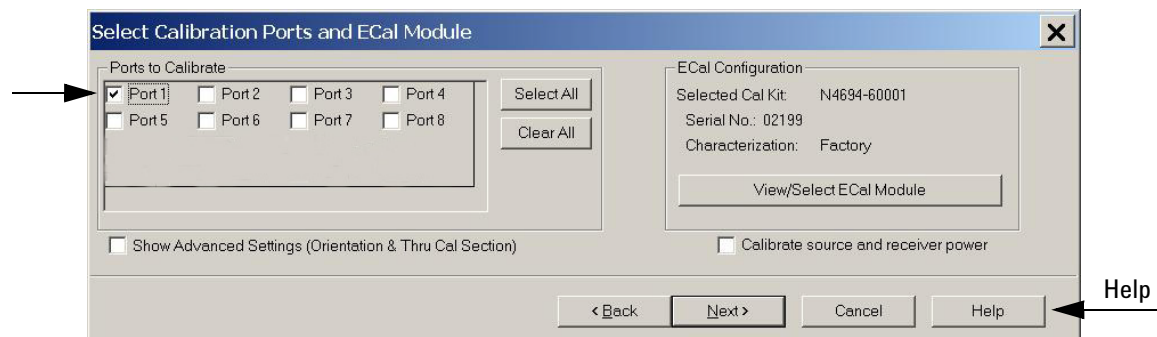 Select Calibration Ports and ECal Module
Ports to Calibrate
Port 1 Port 2 Port 3 Port 4
Port 5 Port 6 Port 7 Port 8
Select All
Clear All
Show Advanced Settings (Orientation & Thru Cal Section)
ECal Configuration
Selected Cal Kit: N4694-60001
Serial No.: 02199
Characterization: Factory
View/Select ECal Module
Calibrate source and receiver power
< Back Next > Cancel Help
Help